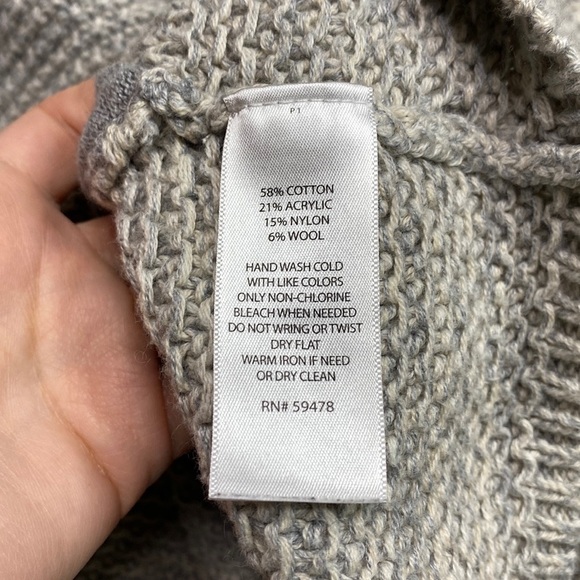 P1
58% COTTON
21% ACRYLIC
15% NYLON
6% WOOL
HAND WASH COLD
WITH LIKE COLORS
ONLY NON-CHLORINE
BLEACH WHEN NEEDED
DO NOT WRING OR TWIST
DRY FLAT
WARM IRON IF NEED
OR DRY CLEAN
RN# 59478